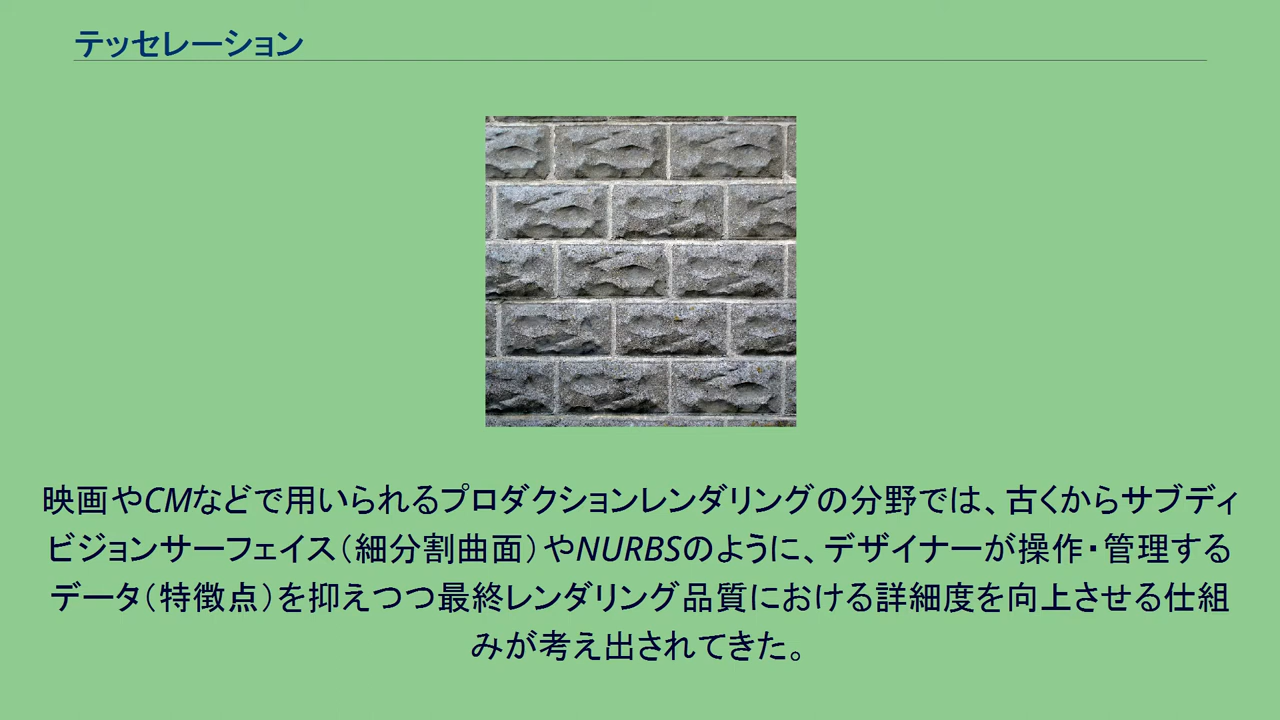 テッセレーション
映画やCMなどで用いられるプロダクションレンダリングの分野では、古くからサブディ
ビジョンサーフェイス（細分割曲面）やNURBSのように、デザイナーが操作・管理する
データ（特徴点）を抑えつつ最終レンダリング品質における詳細度を向上させる仕組
みが考え出されてきた。